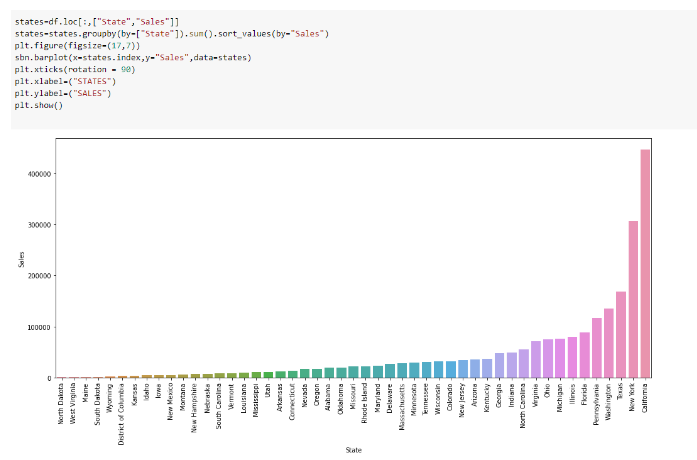 states=df.loc[:,["State","Sales"]]
states=states.groupby(by=["State"]).sum().sort_values(by="Sales")
plt.figure(figsize=(17,7))
sbn.barplot(x=states.index,y="Sales",data=states)
plt.xticks(rotation = 90)
plt.xlabel=("STATES")
plt.ylabel=("SALES")
plt.show()
400000
300000
200000
100000
0
Sales
North Dakota
West Virginia
Maine
South Dakota
Wyoming
District of Columbia
Kansas
Idaho
Iowa
New Mexico
Montana
New Hampshire
Nebraska
South Carolina
Vermont
Louisiana
Mississippi
Utah
Arkansas
Connecticut
Nevada
Oregon
Alabama
Oklahoma
Missouri
Rhode Island
Maryland
Delaware
Massachusetts
Minnesota
Tennessee
Wisconsin
Colorado
New Jersey
Arizona
Kentucky
Georgia
Indiana
North Carolina
Virginia
Ohio
Michigan
Illinois
Florida
Pennsylvania
Washington
Texas
New York
California
State